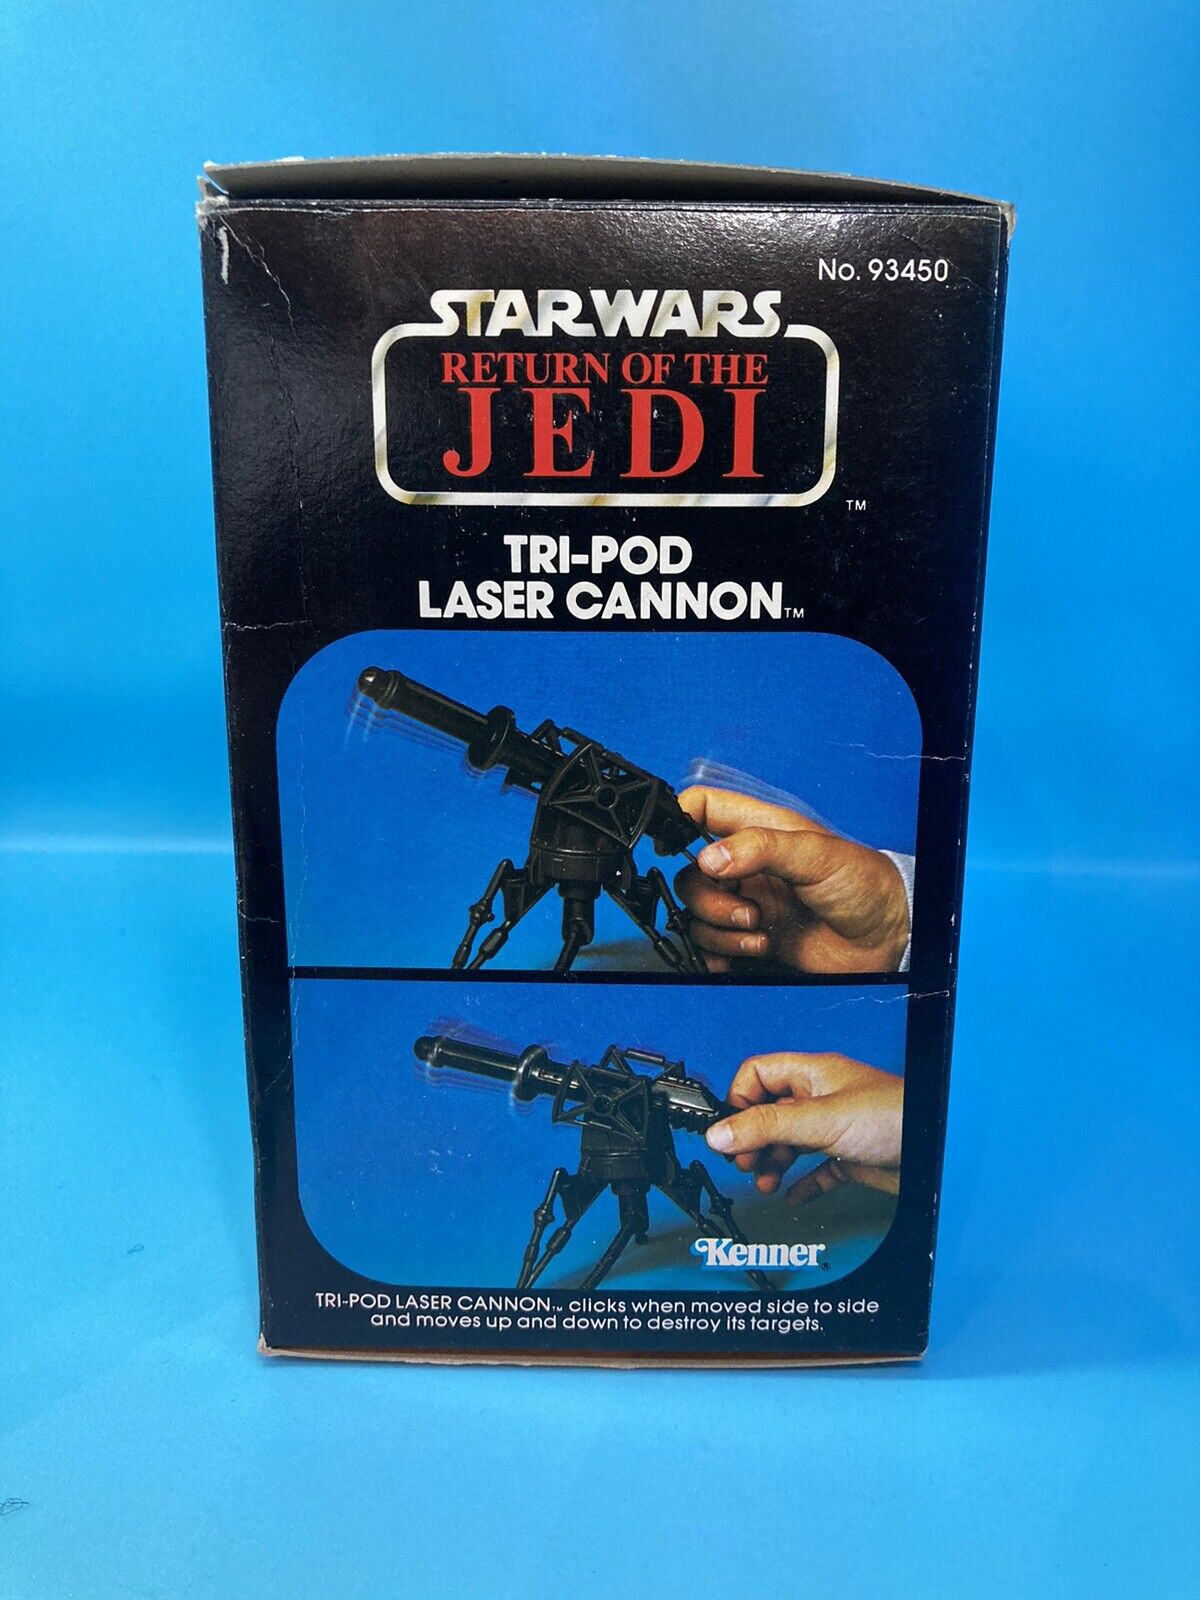 No. 93450
STAR WARS
RETURN OF THE
JEDI
TM
TRI-POD
LASER CANNON™
Kenner®
TRI-POD LASER CANNON™ clicks when moved side to side
and moves up and down to destroy its targets.